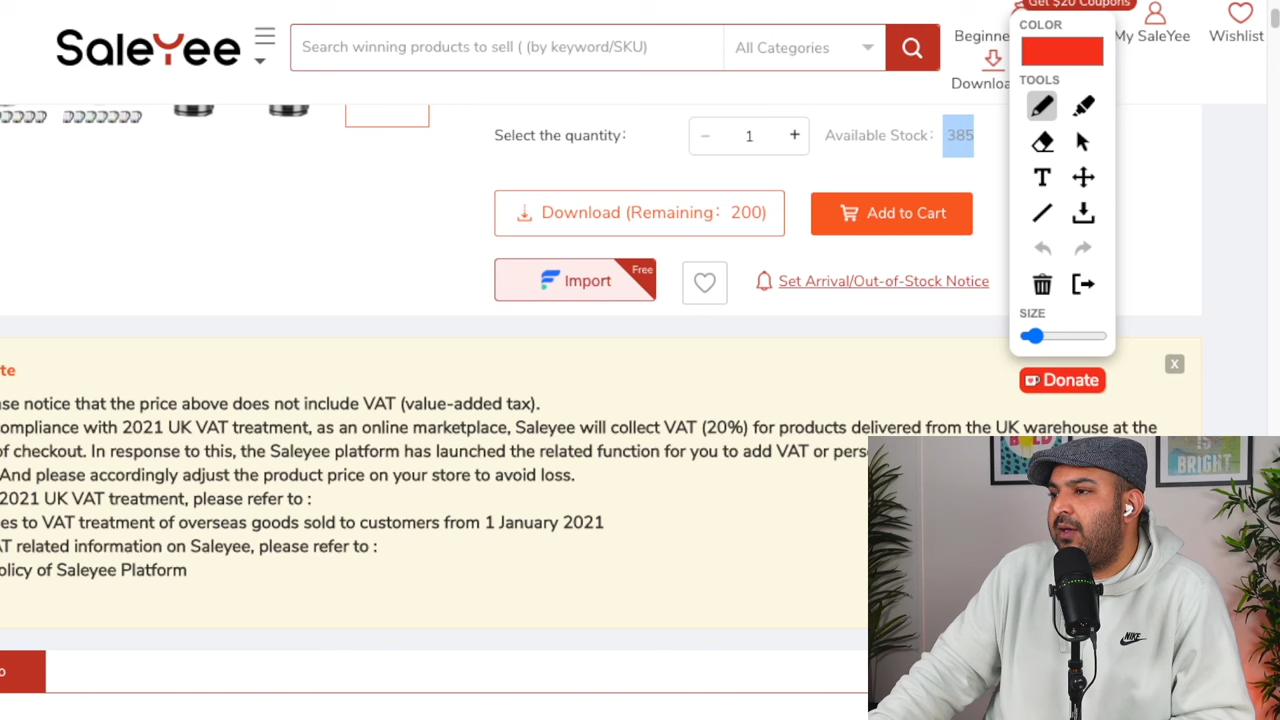 Get $20 Coupons
SaleYee
Search winning products to sell ( (by keyword/SKU)
All Categories
Beginne
My SaleYee
Wishlist
Downloa
COLOR
TOOLS
SIZE
Donate
Select the quantity:
1
Available Stock:
385
Download (Remaining: 200)
Add to Cart
Import
Free
Set Arrival/Out-of-Stock Notice
te
X
se notice that the price above does not include VAT (value-added tax).
ompliance with 2021 UK VAT treatment, as an online marketplace, Saleyee will collect VAT (20%) for products delivered from the UK warehouse at the
of checkout. In response to this, the Saleyee platform has launched the related function for you to add VAT or pers
And please accordingly adjust the product price on your store to avoid loss.
2021 UK VAT treatment, please refer to :
es to VAT treatment of overseas goods sold to customers from 1 January 2021
AT related information on Saleyee, please refer to :
olicy of Saleyee Platform
BOLD
IS IN
BRIGHT
NIKE
o